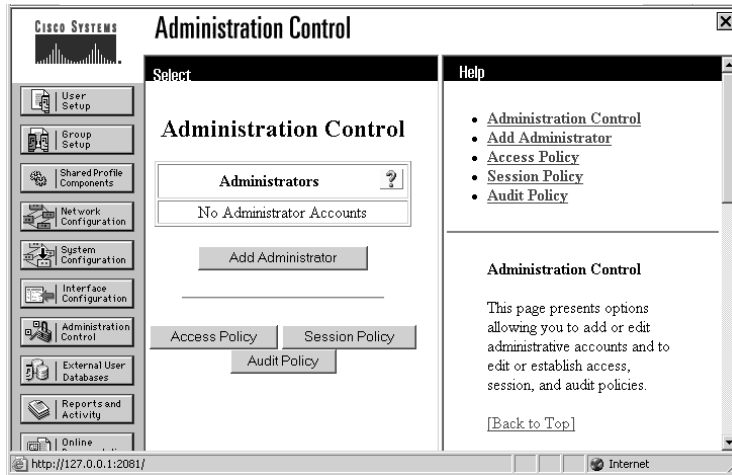 CISCO SYSTEMS
Administration Control
User
Setup
Group
Setup
Shared Profile
Components
Network
Configuration
System
Configuration
Interface
Configuration
Administration
Control
External User
Databases
Reports and
Activity
Online
Select
Administration Control
Administrators ?
No Administrator Accounts
Add Administrator
Access Policy Session Policy
Audit Policy
Help
Administration Control
Add Administrator
Access Policy
Session Policy
Audit Policy
Administration Control
This page presents options
allowing you to add or edit
administrative accounts and to
edit or establish access,
session, and audit policies.
[Back to Top]
http://127.0.0.1:2081/
Internet